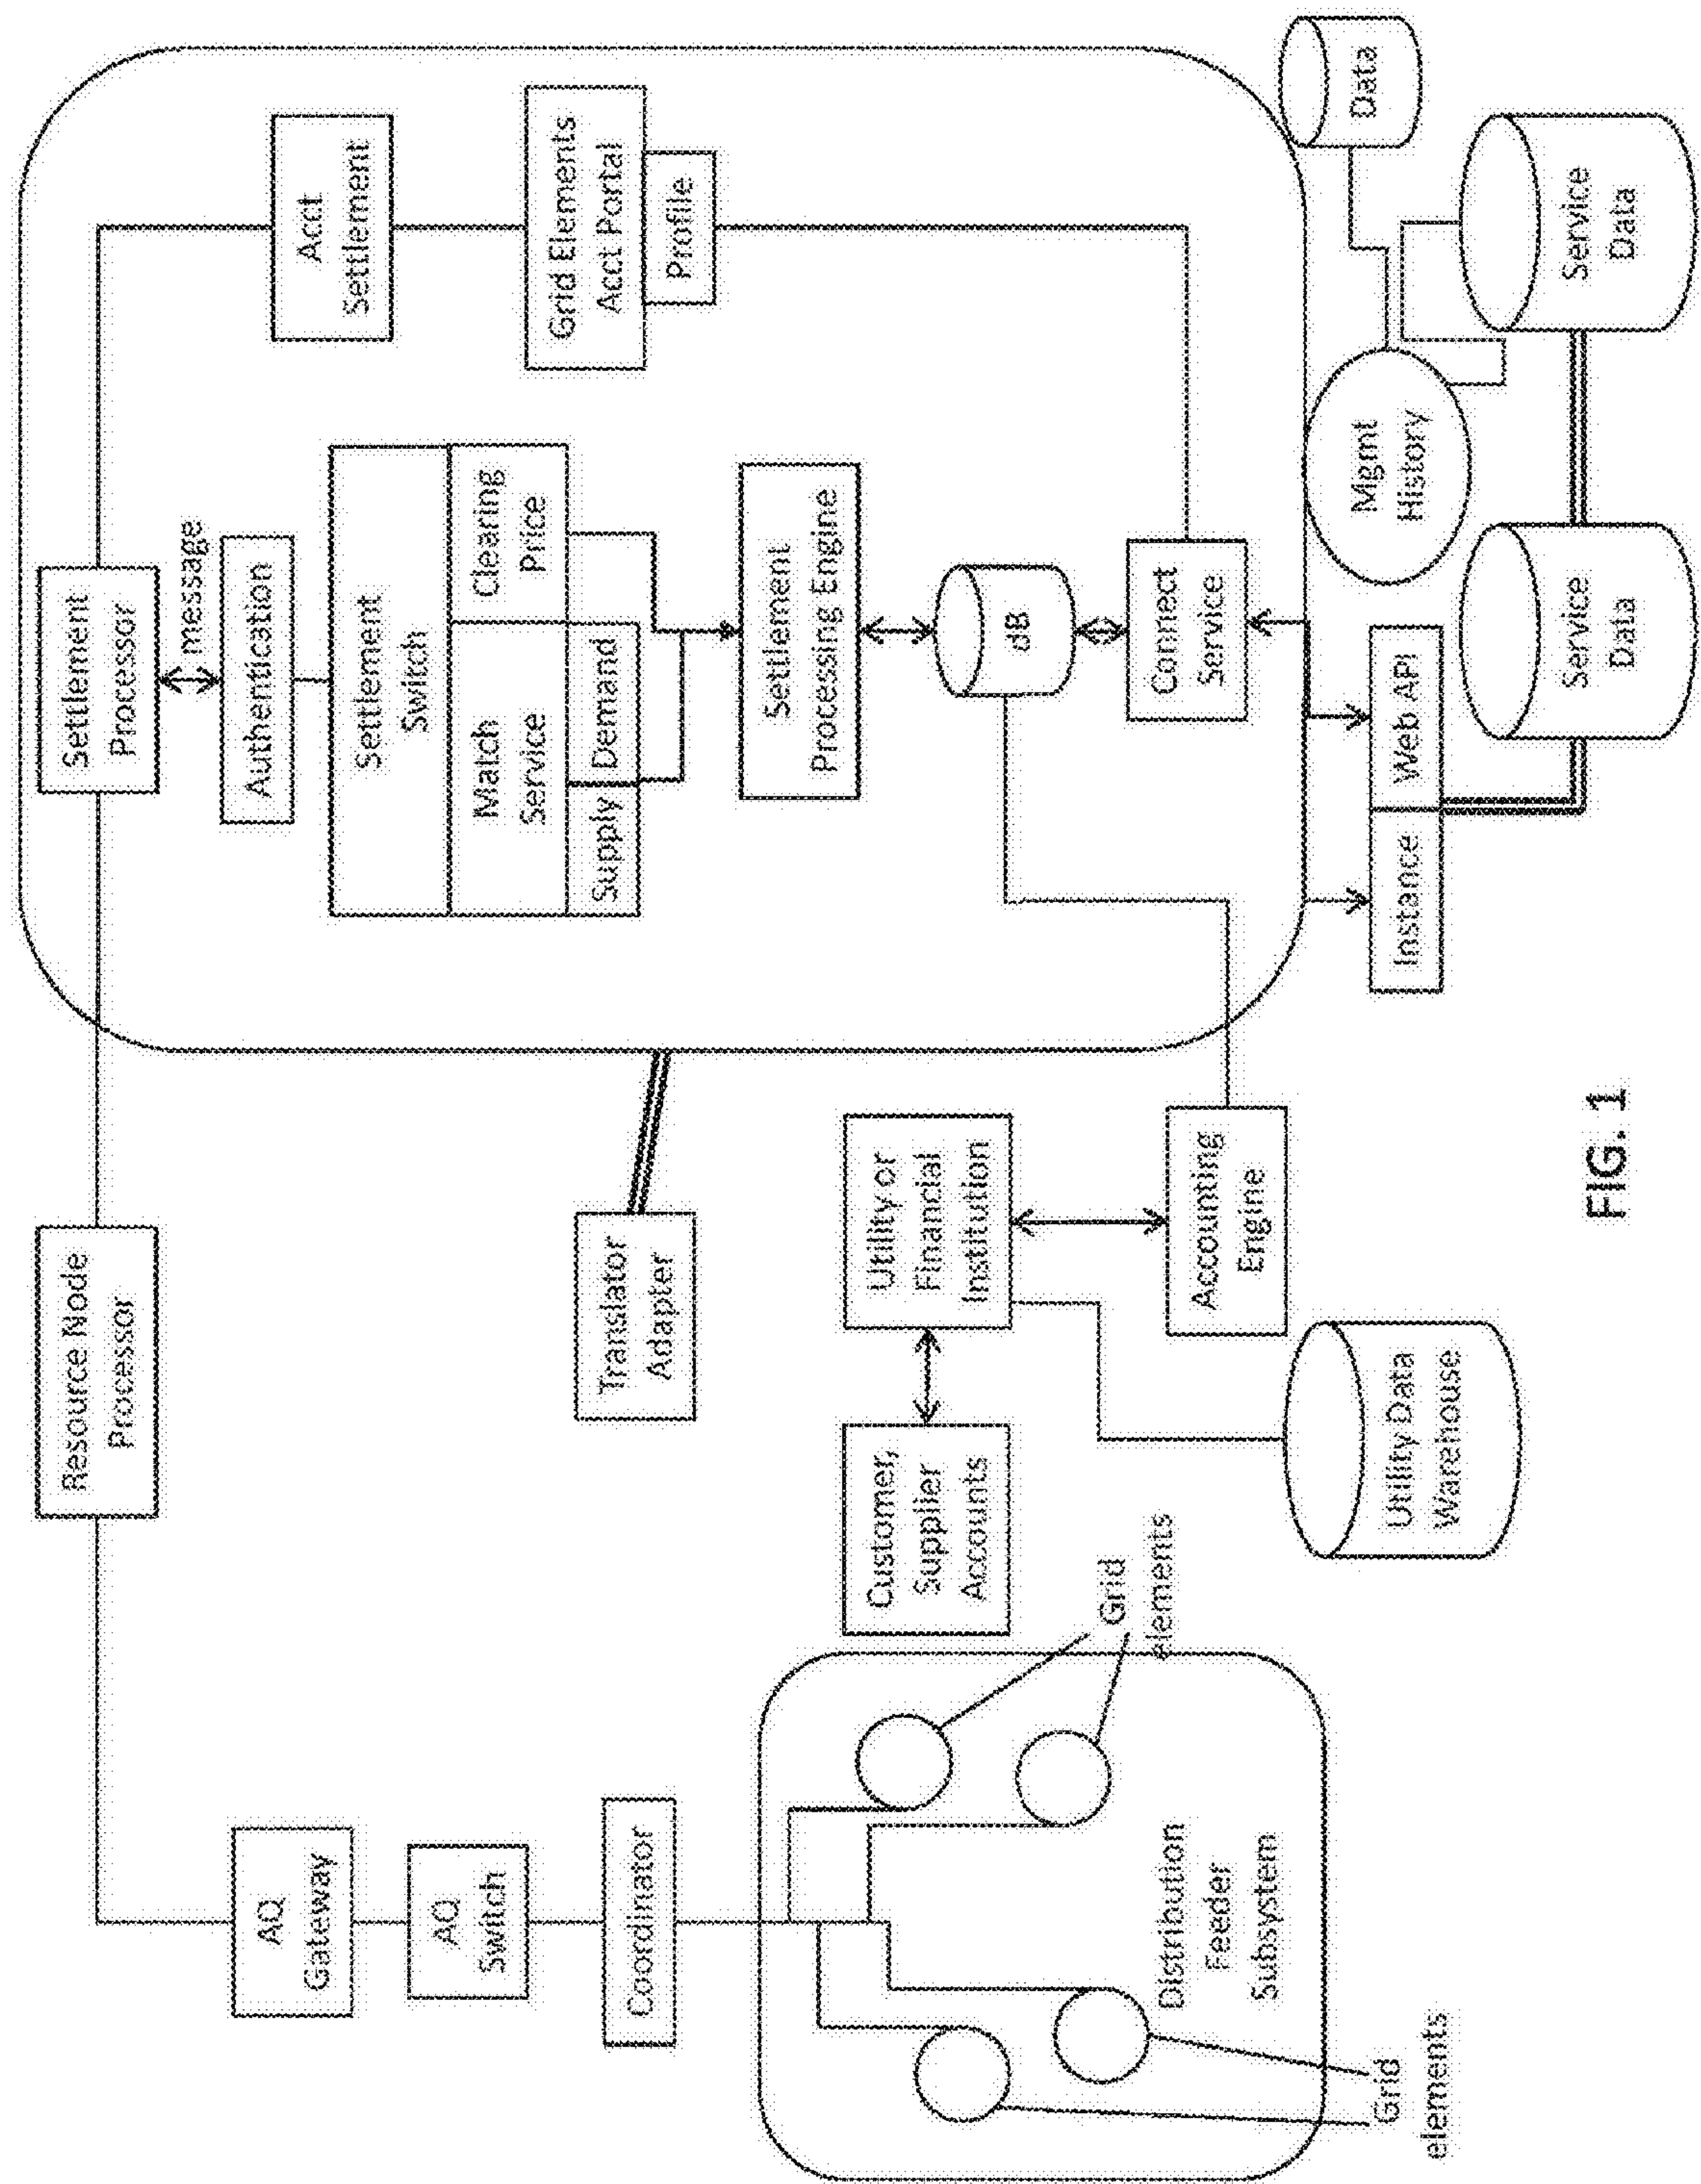 Resource Node
Processor
Settlement
Processor
message
Authentication
Settlement
Switch
Match
Service
Clearing
Price
Supply
Demand
Settlement
Processing Engine
dB
Connect
Service
Acct
Settlement
Grid Elements
Acct Portal
Profile
AQ
Gateway
AQ
Switch
Coordinator
Translator
Adapter
Distribution
Feeder
Subsystem
Grid
elements
Grid
elements
Customer,
Supplier
Accounts
Utility or
Financial
Institution
Accounting
Engine
Utility Data
Warehouse
Instance
Web API
Mgmt
History
Data
Service
Data
Service
Data
FIG. 1